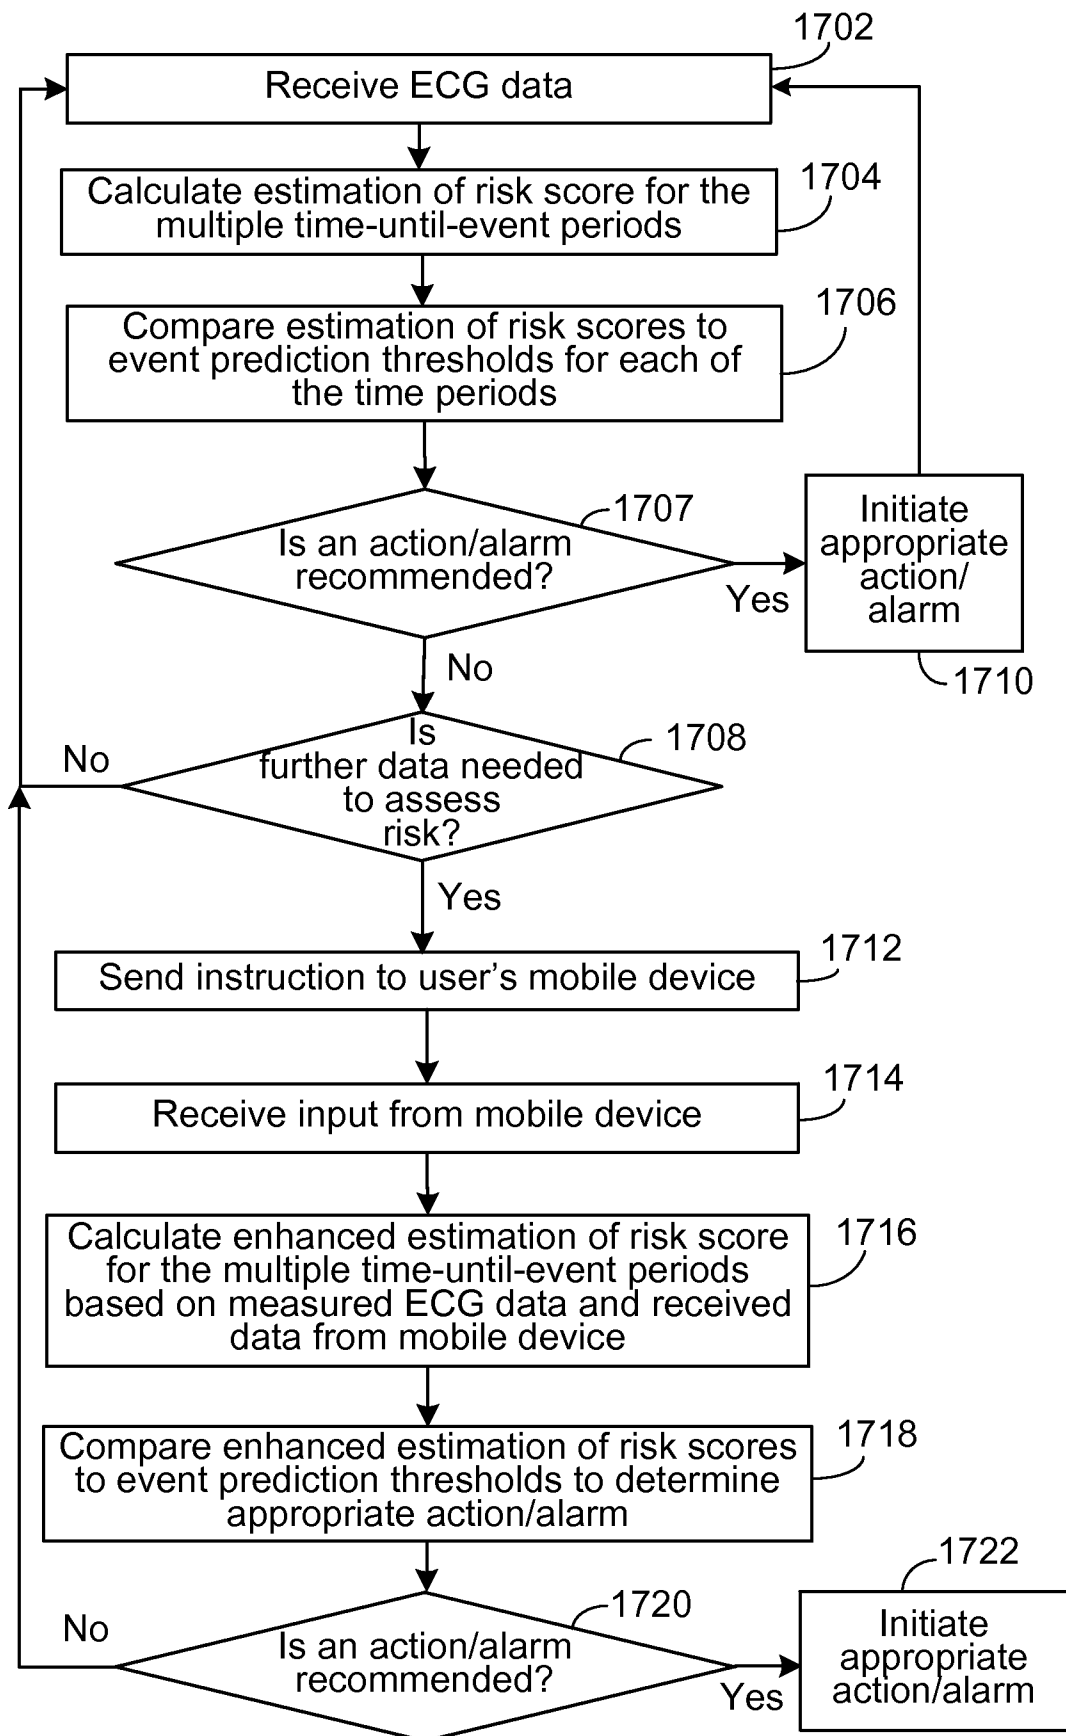 1702
Receive ECG data
1704
Calculate estimation of risk score for the
multiple time-until-event periods
1706
Compare estimation of risk scores to
event prediction thresholds for each of
the time periods
1707
Is an action/alarm
recommended?
Yes
Initiate
appropriate
action/
alarm
1710
No
1708
Is
further data needed
to assess
risk?
No
Yes
1712
Send instruction to user’s mobile device
1714
Receive input from mobile device
1716
Calculate enhanced estimation of risk score
for the multiple time-until-event periods
based on measured ECG data and received
data from mobile device
1718
Compare enhanced estimation of risk scores
to event prediction thresholds to determine
appropriate action/alarm
1720
Is an action/alarm
recommended?
No
Yes
1722
Initiate
appropriate
action/alarm